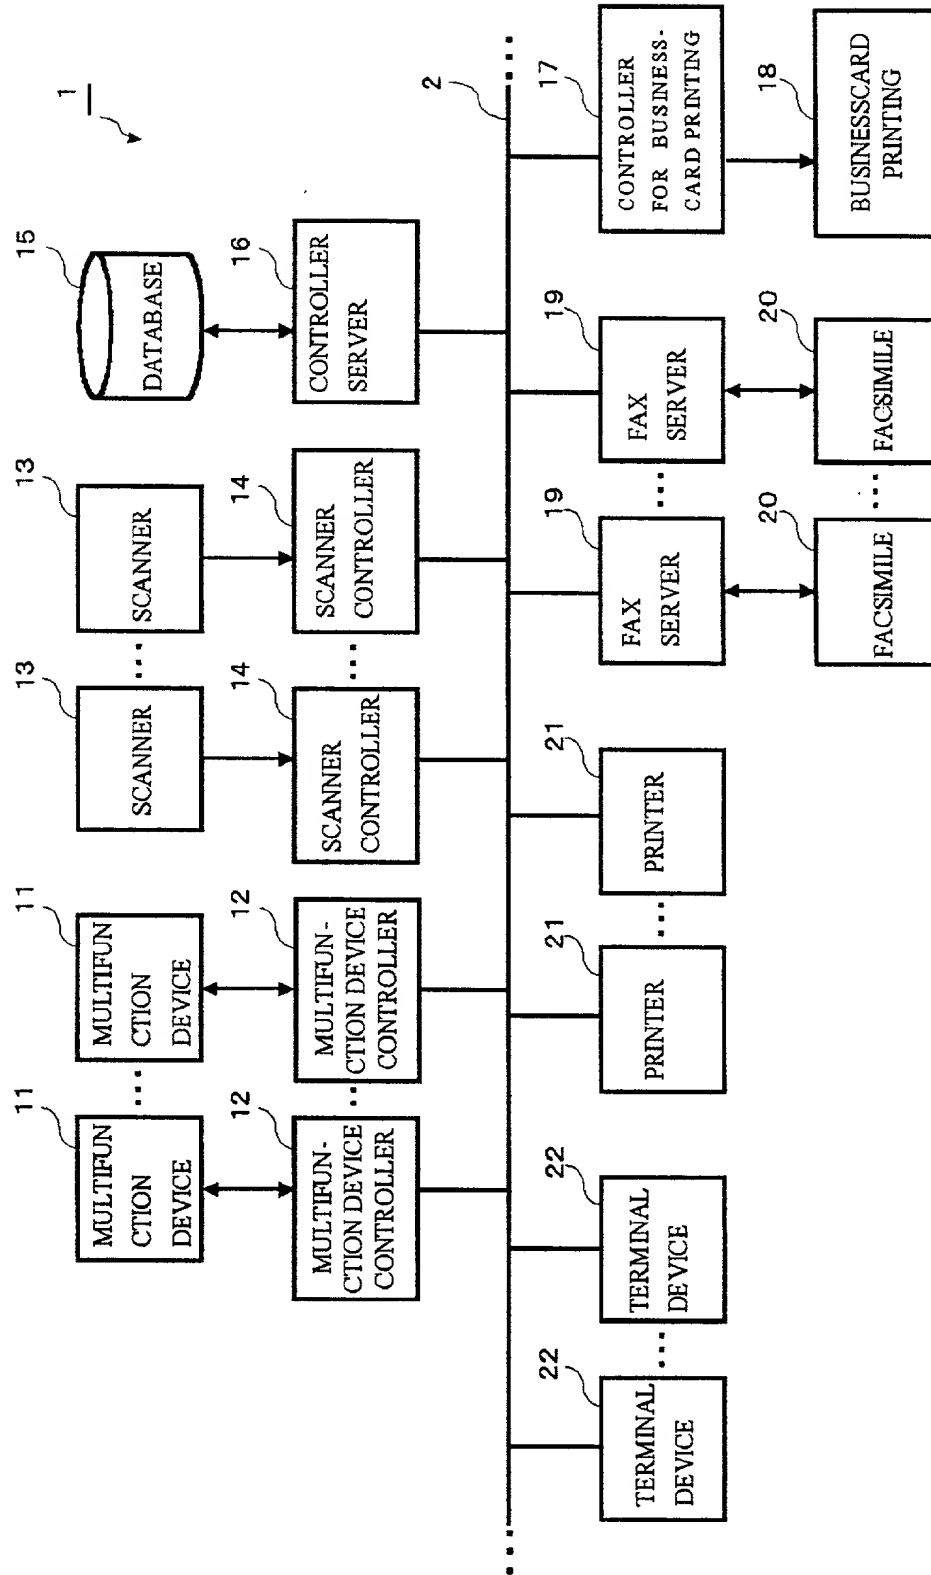 1
11
MULTIFUN
CTION
DEVICE
...
11
MULTIFUN
CTION
DEVICE
13
SCANNER
...
13
SCANNER
15
DATABASE
12
MULTIFUN-
CTION DEVICE
CONTROLLER
...
12
MULTIFUN-
CTION DEVICE
CONTROLLER
14
SCANNER
CONTROLLER
...
14
SCANNER
CONTROLLER
16
CONTROLLER
SERVER
...
2
...
22
TERMINAL
DEVICE
...
22
TERMINAL
DEVICE
21
PRINTER
...
21
PRINTER
19
FAX
SERVER
...
19
FAX
SERVER
17
CONTROLLER
FOR BUSINESS-
CARD PRINTING
20
FACSIMILE
...
20
FACSIMILE
18
BUSINESSCARD
PRINTING